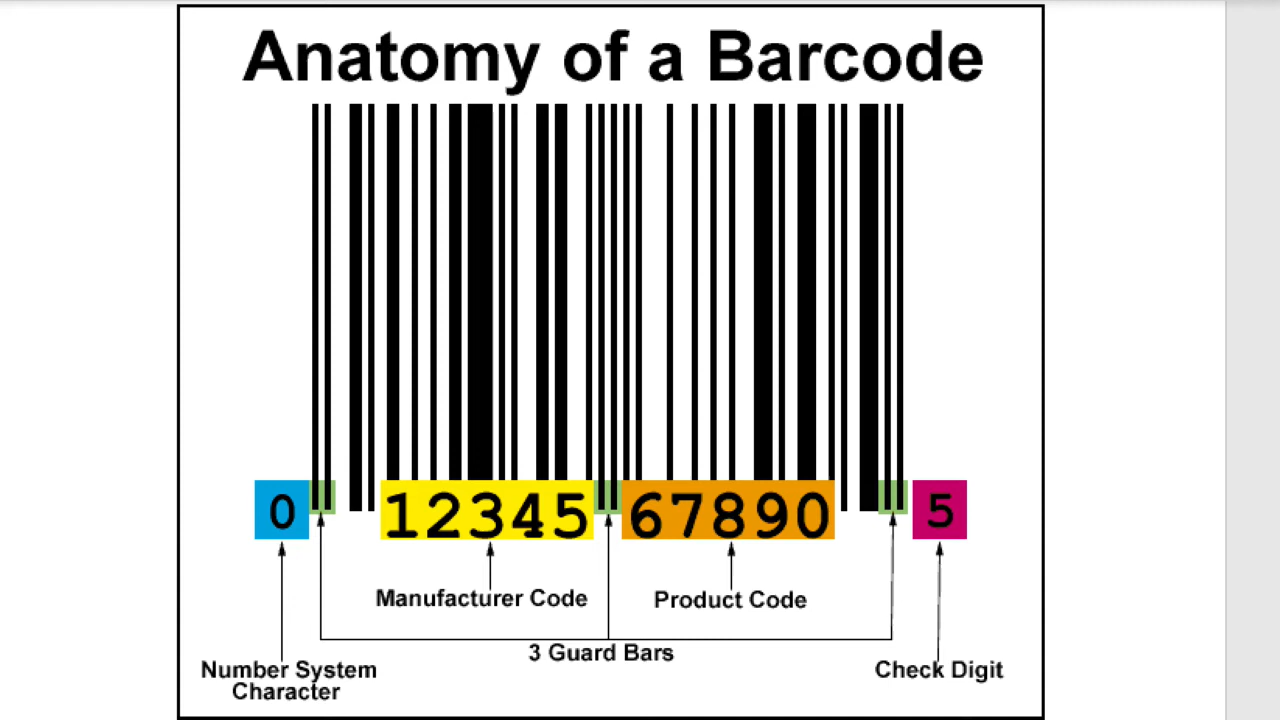 Anatomy of a Barcode
0 12345 67890 5
Manufacturer Code
Product Code
3 Guard Bars
Number System
Character
Check Digit